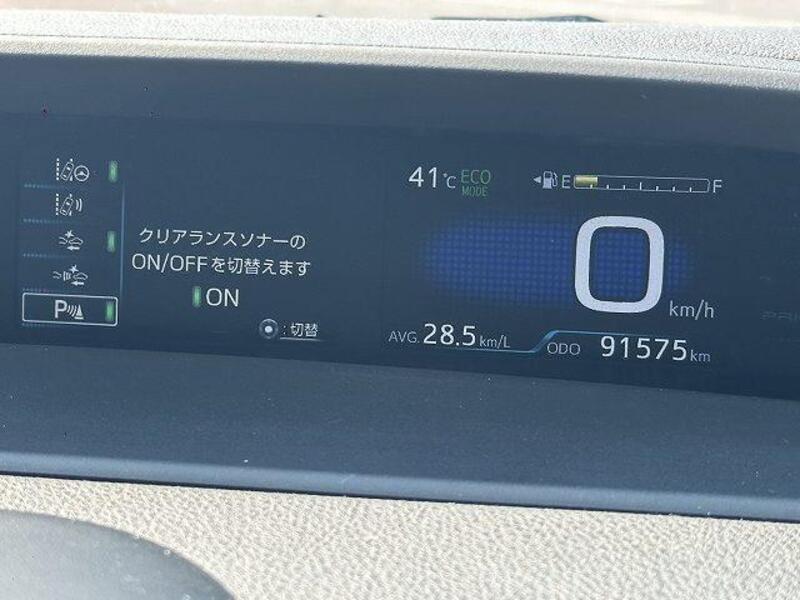 41°C ECO
MODE
E F
クリアランスソナーの
ON/OFFを切替えます
ON
:切替
P
0 km/h
AVG. 28.5 km/L
ODO 91575 km